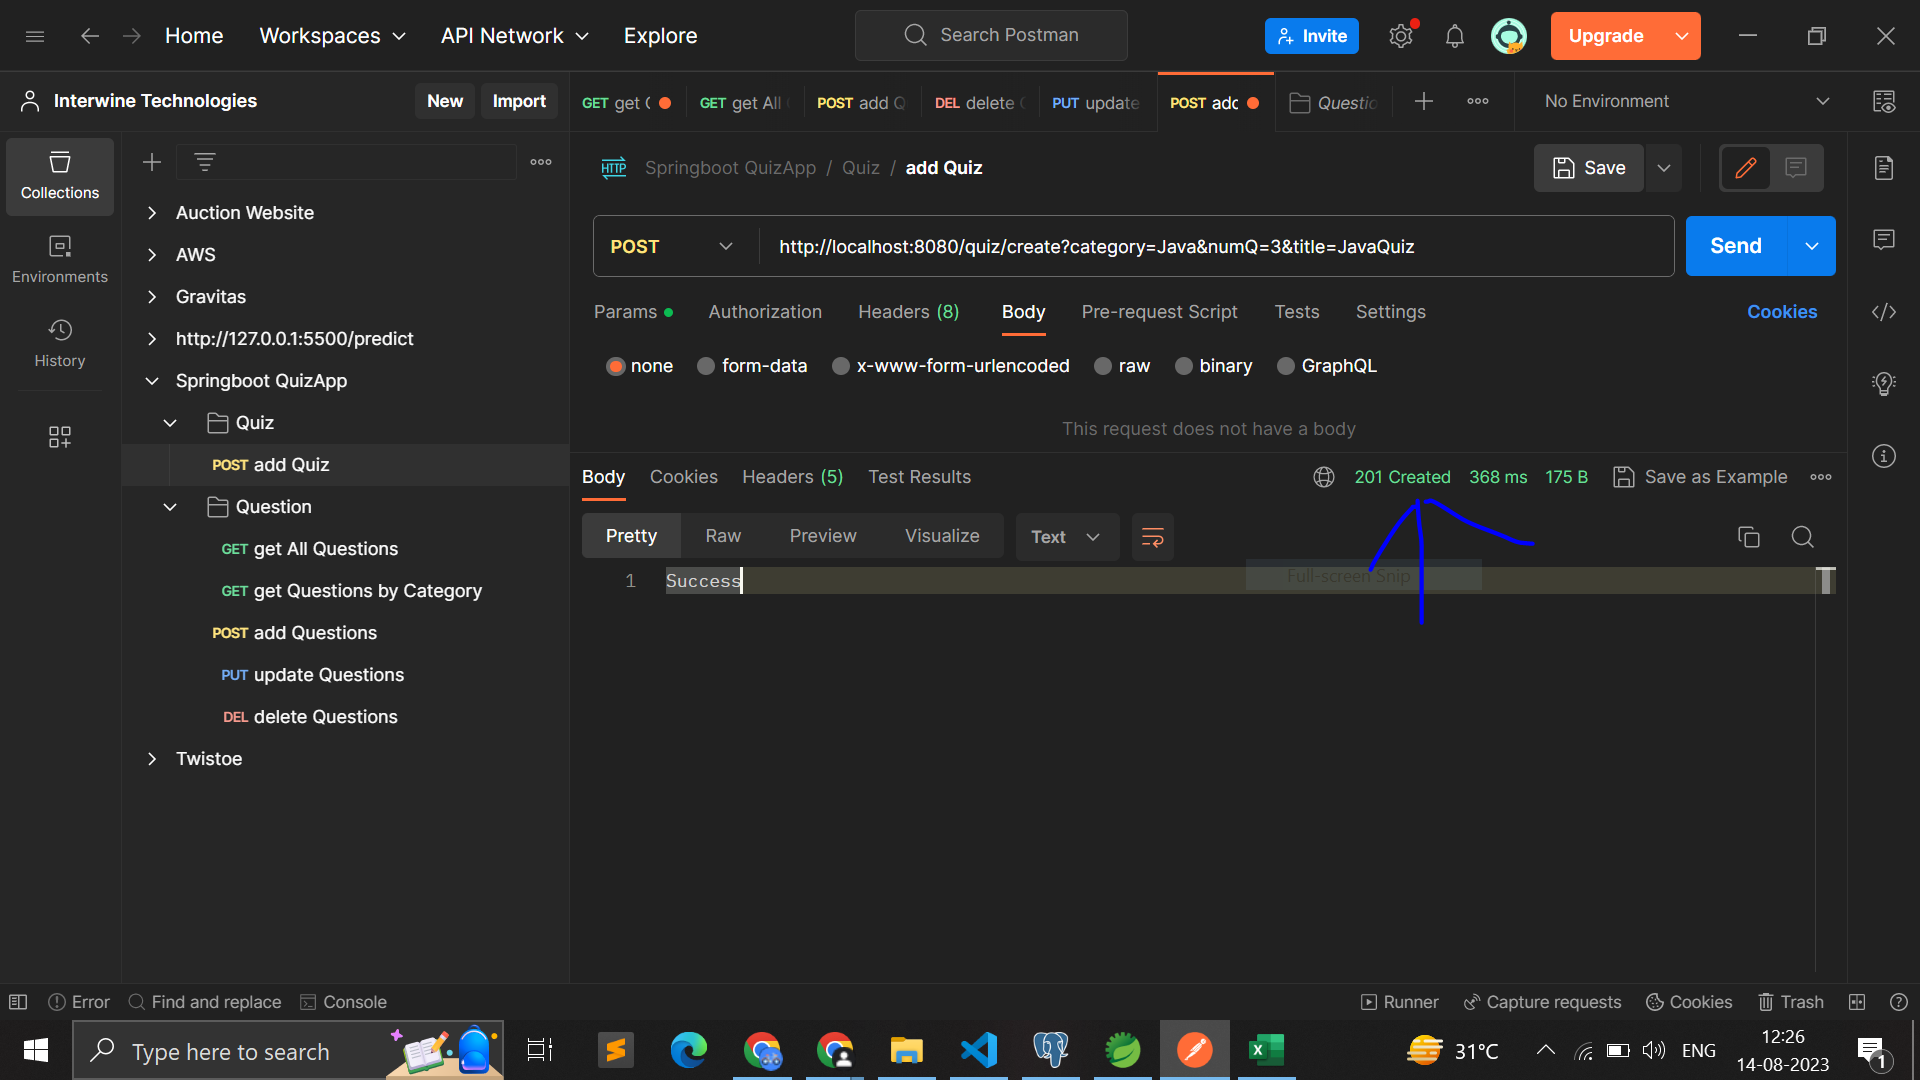 Home Workspaces API Network Explore Search Postman Invite Upgrade
Interwine Technologies New Import
GET get GET get All POST add Q DEL delete PUT update POST add Questio No Environment
Collections
Environments
History
Auction Website
AWS
Gravitas
http://127.0.0.1:5500/predict
Springboot QuizApp
Quiz
POST add Quiz
Question
GET get All Questions
GET get Questions by Category
POST add Questions
PUT update Questions
DEL delete Questions
Twistoe
HTTP Springboot QuizApp / Quiz / add Quiz Save
POST http://localhost:8080/quiz/create?category=Java&numQ=3&title=JavaQuiz Send
Params Authorization Headers (8) Body Pre-request Script Tests Settings Cookies
none form-data x-www-form-urlencoded raw binary GraphQL
This request does not have a body
Body Cookies Headers (5) Test Results 201 Created 368 ms 175 B Save as Example
Pretty Raw Preview Visualize Text
Full-screen Snip
1 Success
Error Find and replace Console Runner Capture requests Cookies Trash
Type here to search 31°C ENG 12:26
14-08-2023 1